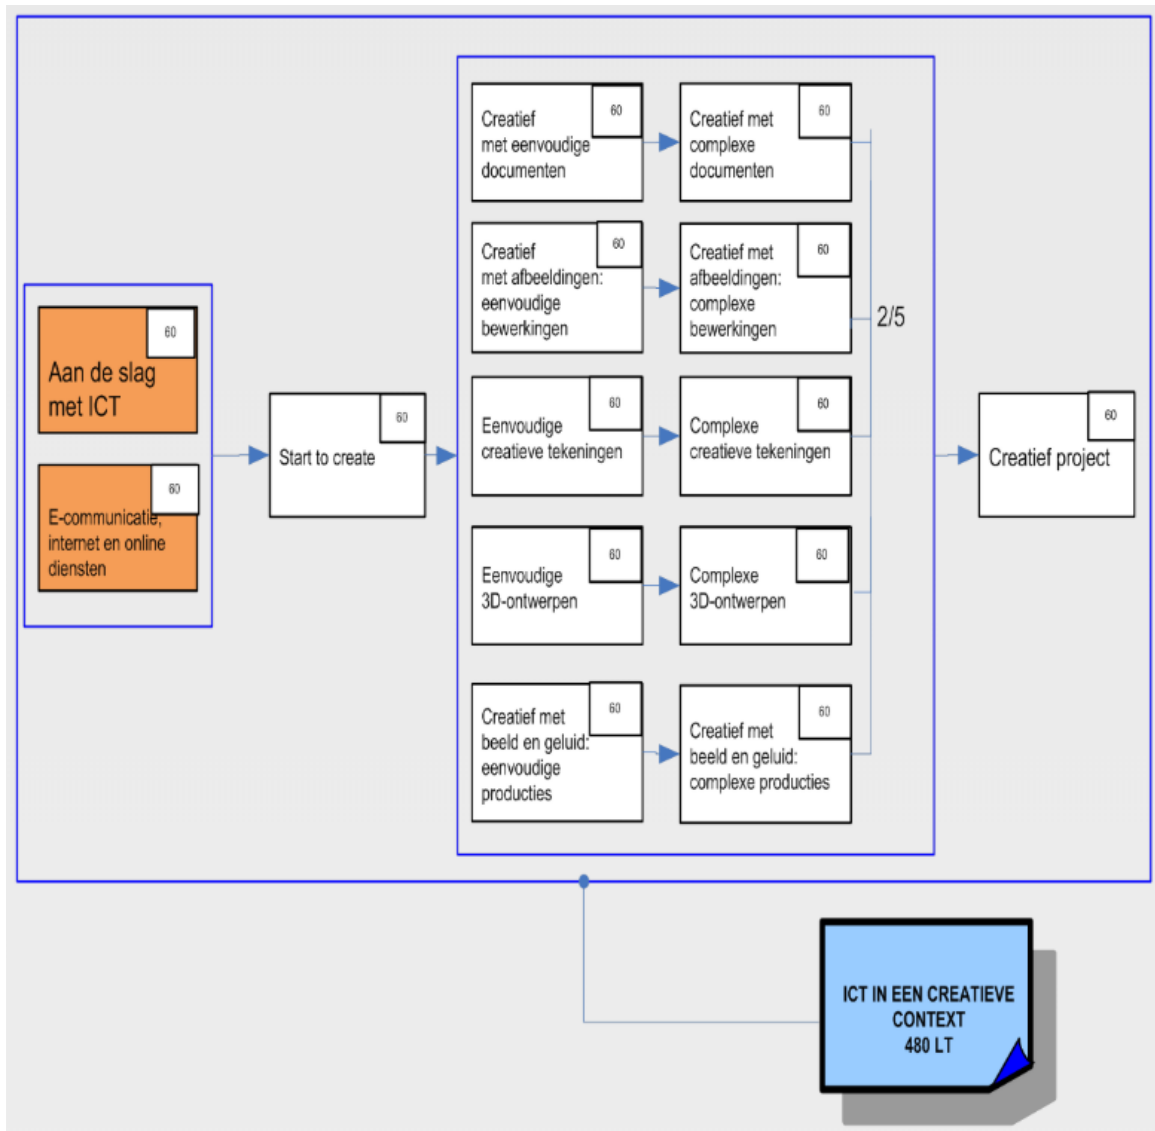 60
Aan de slag
met ICT
60
E-communicatie,
internet en online
diensten
60
Start to create
60
Creatief
met eenvoudige
documenten
60
Creatief met
complexe
documenten
60
Creatief
met afbeeldingen:
eenvoudige
bewerkingen
60
Creatief met
afbeeldingen:
complexe
bewerkingen
60
Eenvoudige
creatieve tekeningen
60
Complexe
creatieve tekeningen
60
Eenvoudige
3D-ontwerpen
60
Complexe
3D-ontwerpen
60
Creatief met
beeld en geluid:
eenvoudige
producties
60
Creatief met
beeld en geluid:
complexe producties
2/5
60
Creatief project
ICT IN EEN CREATIEVE
CONTEXT
480 LT